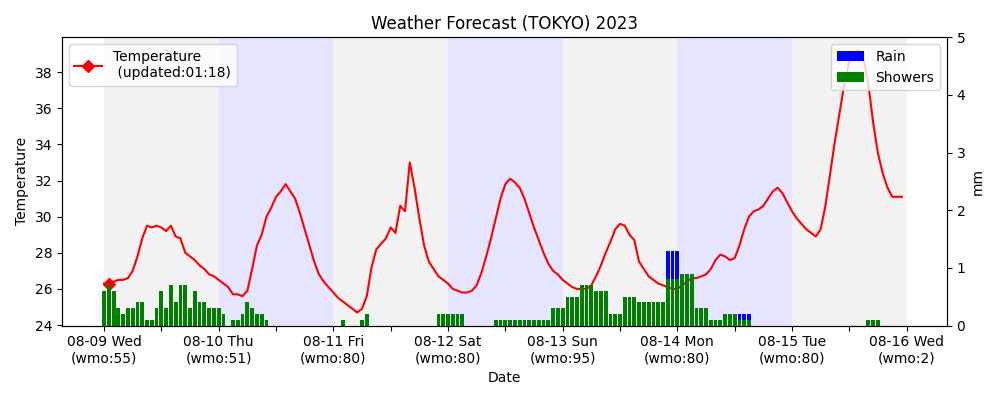 Weather Forecast (TOKYO) 2023
Temperature
(updated:01:18)
Rain
Showers
Temperature
38
36
34
32
30
28
26
24
5
4
3
2
1
0
mm
08-09 Wed
(wmo:55)
08-10 Thu
(wmo:51)
08-11 Fri
(wmo:80)
08-12 Sat
(wmo:80)
08-13 Sun
(wmo:95)
08-14 Mon
(wmo:80)
08-15 Tue
(wmo:80)
08-16 Wed
(wmo:2)
Date